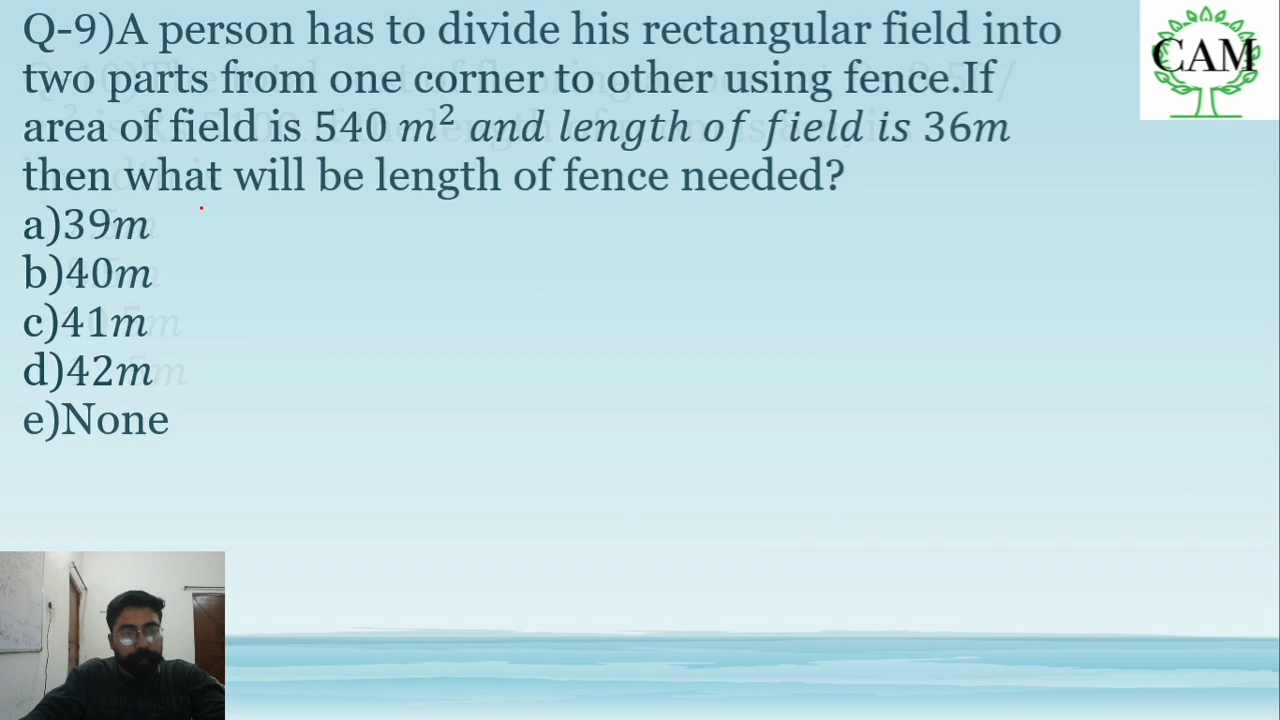 Q-9)A person has to divide his rectangular field into
two parts from one corner to other using fence.If
area of field is 540 m² and length of field is 36m
then what will be length of fence needed?
a)39m
b)40m
c)41m
d)42m
e)None
CAM